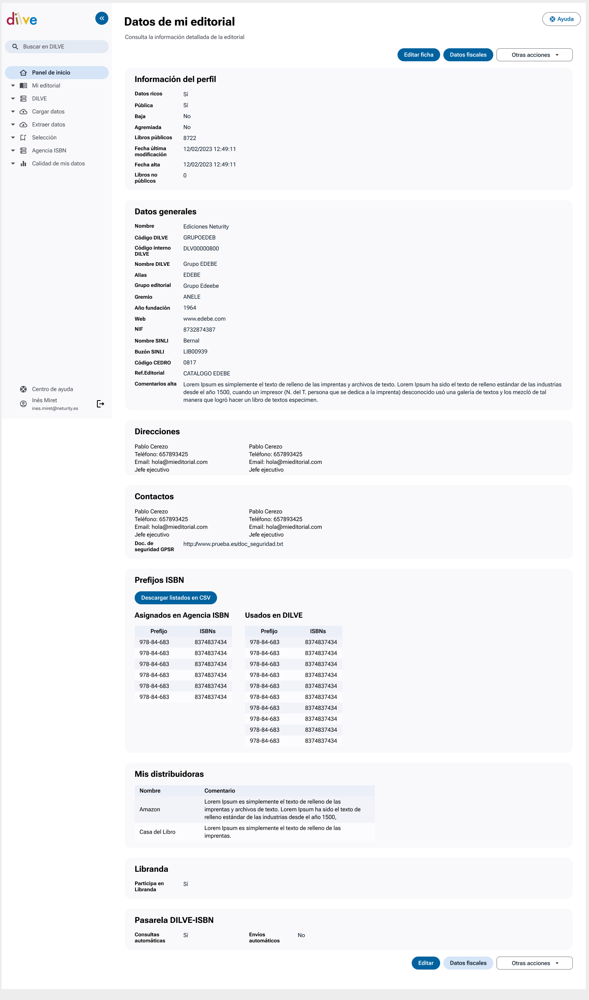 dilve
Buscar en DILVE
Panel de inicio
Mi editorial
DILVE
Cargar datos
Extraer datos
Selección
Agencia ISBN
Calidad de mis datos
Centro de ayuda
Inés Miret
ines.miret@neturity.es
Datos de mi editorial
Ayuda
Consulta la información detallada de la editorial
Editar ficha
Datos fiscales
Otras acciones
Información del perfil
Datos ricos Sí
Pública Sí
Baja No
Agremiada No
Libros públicos 8722
Fecha última 12/02/2023 12:49:11
modificación
Fecha alta 12/02/2023 12:49:11
Libros no 0
públicos
Datos generales
Nombre Ediciones Neturity
Código DILVE GRUPOEDEB
Código interno DLV00000800
DILVE
Nombre DILVE Grupo EDEBE
Alias EDEBE
Grupo editorial Grupo Edeebe
Gremio ANELE
Año fundación 1964
Web www.edebe.com
NIF 8732874387
Nombre SINLI Bernal
Buzón SINLI LIB00939
Código CEDRO 0817
Ref.Editorial CATALOGO EDEBE
Comentarios alta Lorem Ipsum es simplemente el texto de relleno de las imprentas y archivos de texto. Lorem Ipsum ha sido el texto de relleno estándar de las industrias
desde el año 1500, cuando un impresor (N. del T. persona que se dedica a la imprenta) desconocido usó una galería de textos y los mezcló de tal
manera que logró hacer un libro de textos especimen.
Direcciones
Pablo Cerezo
Teléfono: 657893425
Email: hola@mieditorial.com
Jefe ejecutivo
Pablo Cerezo
Teléfono: 657893425
Email: hola@mieditorial.com
Jefe ejecutivo
Contactos
Pablo Cerezo
Teléfono: 657893425
Email: hola@mieditorial.com
Jefe ejecutivo
Pablo Cerezo
Teléfono: 657893425
Email: hola@mieditorial.com
Jefe ejecutivo
Doc. de http://www.prueba.es/doc_seguridad.txt
seguridad GPSR
Prefijos ISBN
Descargar listados en CSV
Asignados en Agencia ISBN
Prefijo ISBNs
978-84-683 8374837434
978-84-683 8374837434
978-84-683 8374837434
978-84-683 8374837434
978-84-683 8374837434
978-84-683 8374837434
Usados en DILVE
Prefijo ISBNs
978-84-683 8374837434
978-84-683 8374837434
978-84-683 8374837434
978-84-683 8374837434
978-84-683 8374837434
978-84-683 8374837434
978-84-683 8374837434
978-84-683 8374837434
978-84-683 8374837434
978-84-683 8374837434
Mis distribuidoras
Nombre Comentario
Amazon
Lorem Ipsum es simplemente el texto de relleno de las
imprentas y archivos de texto. Lorem Ipsum ha sido el texto de
relleno estándar de las industrias desde el año 1500,
Casa del Libro
Lorem Ipsum es simplemente el texto de relleno de las
imprentas.
Libranda
Participa en Sí
Libranda
Pasarela DILVE-ISBN
Consultas Sí
automáticas
Envíos No
automáticos
Editar
Datos fiscales
Otras acciones